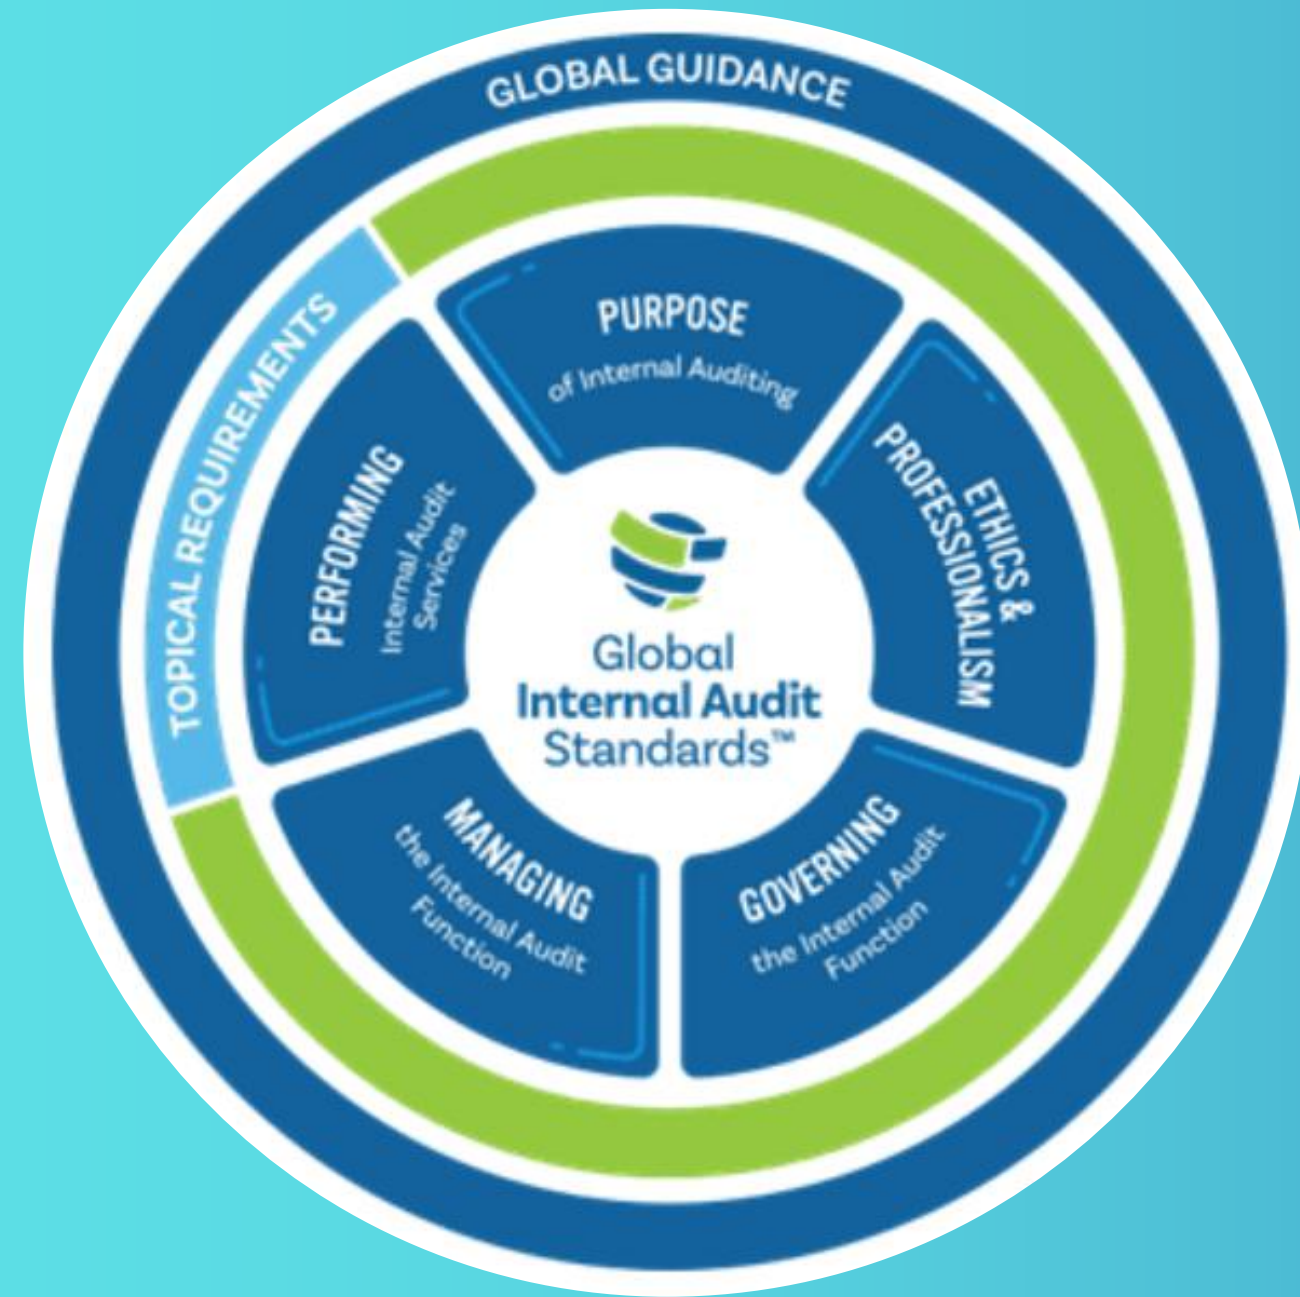 GLOBAL GUIDANCE
TOPICAL REQUIREMENTS
PURPOSE
of Internal Auditing
ETHICS &
PROFESSIONALISM
GOVERNING
the Internal Audit
Function
MANAGING
the Internal Audit
Function
PERFORMING
Internal Audit
Services
Global
Internal Audit
Standards™